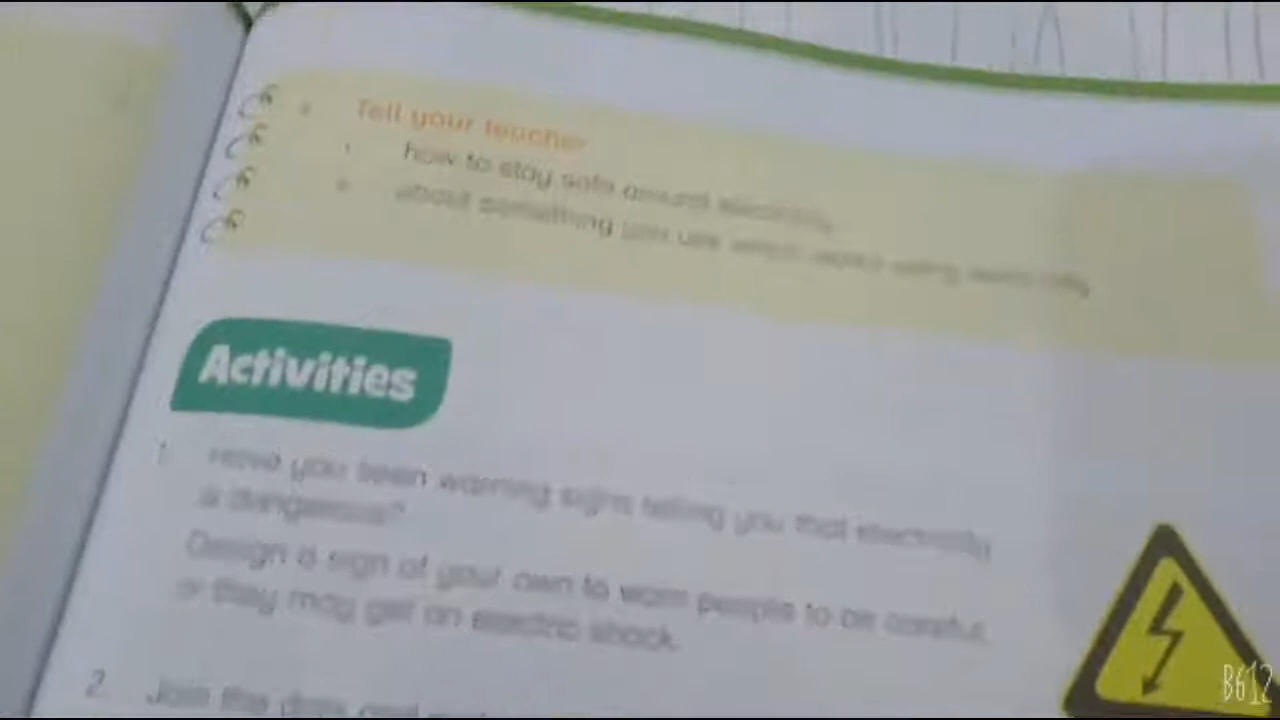 Tell your teacher
how to stay safe around electricity
about something you use which works using electricity
Activities
1. Have you seen warning signs telling you that electricity
is dangerous?
Design a sign of your own to warn people to be careful,
or they may get an electric shock.
2. Join the dots and
B612